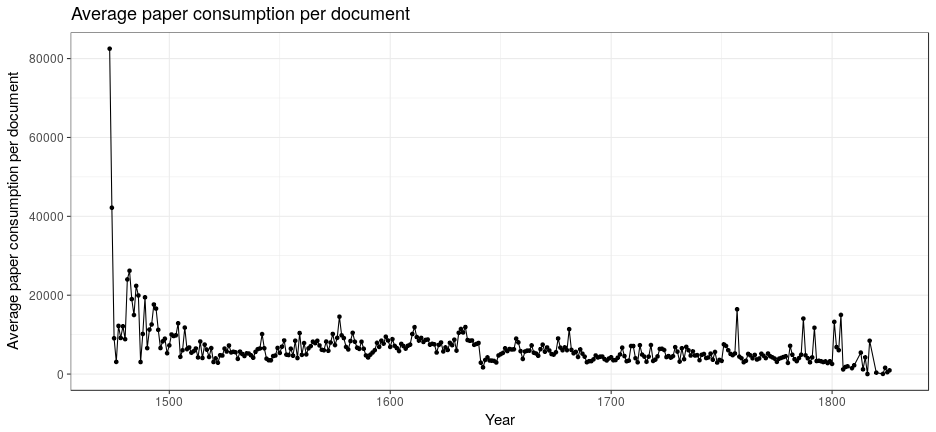 Average paper consumption per document
80000
60000
40000
20000
0
Average paper consumption per document
1500 1600 1700 1800
Year